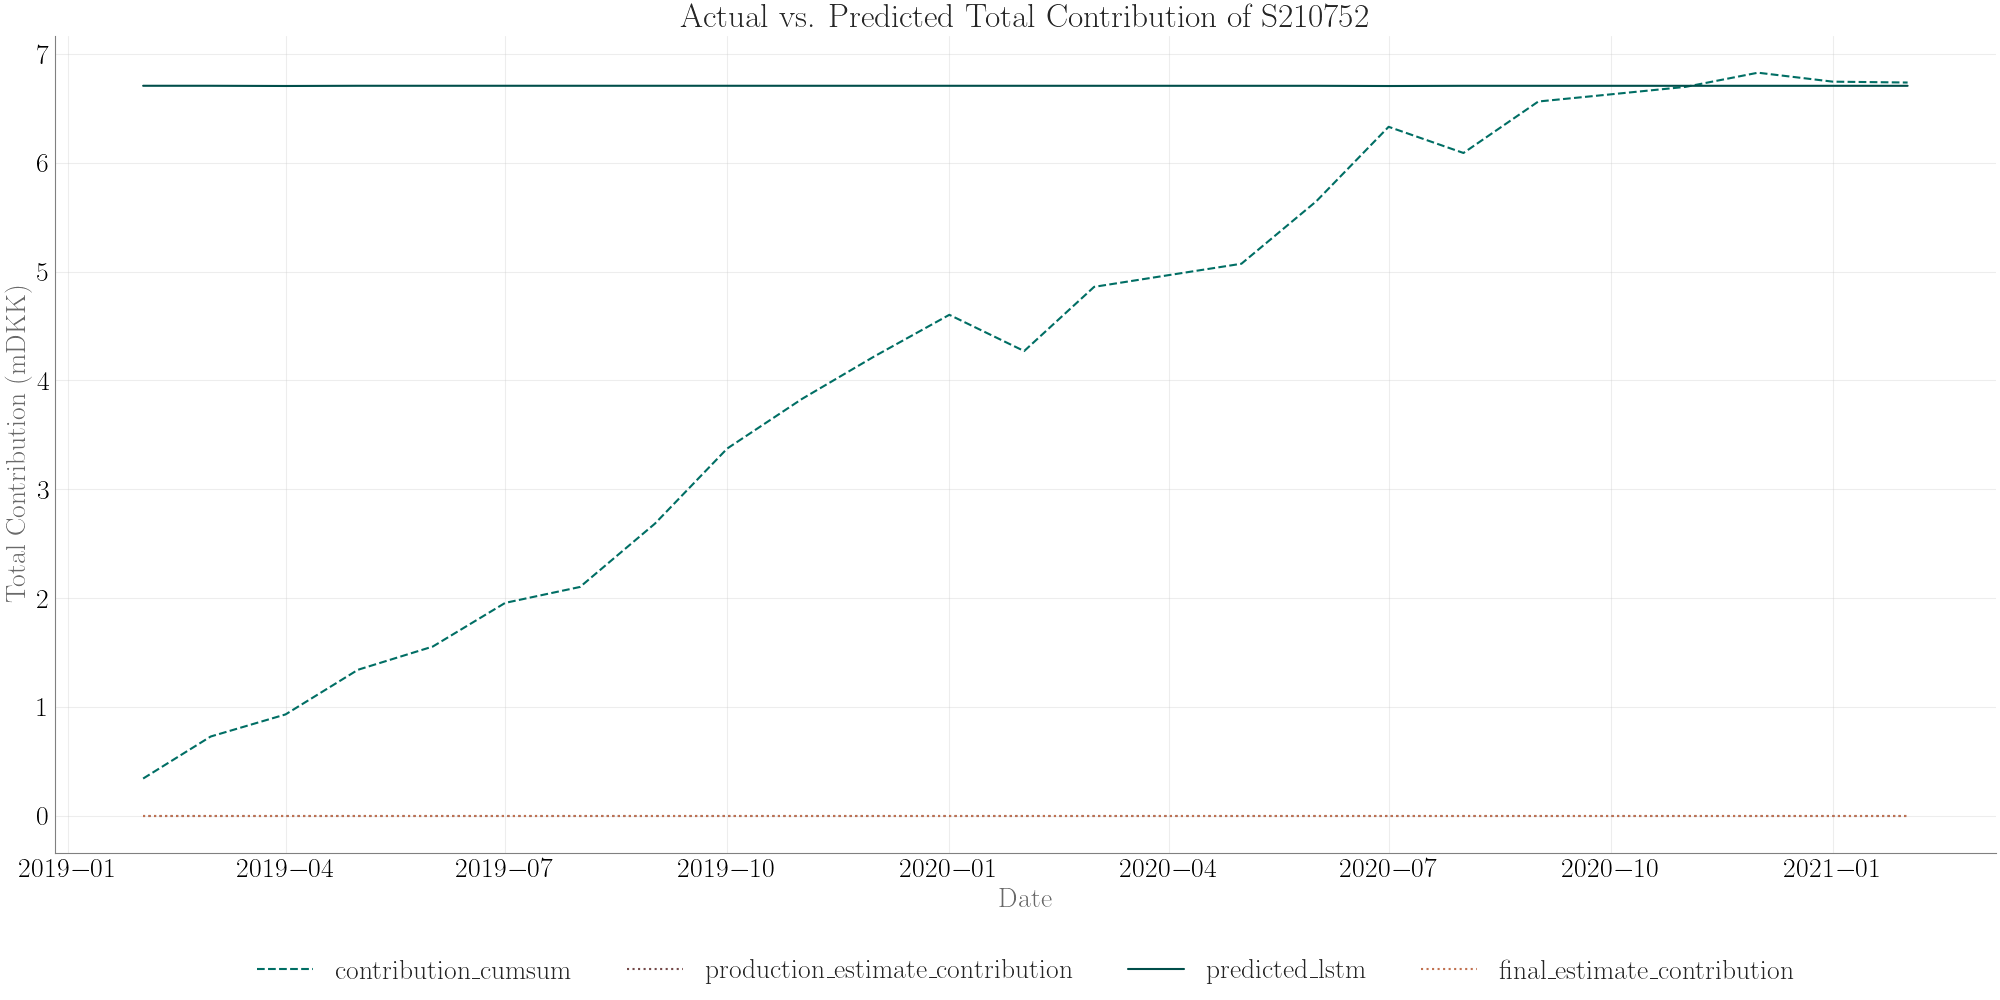 Actual vs. Predicted Total Contribution of S210752
Total Contribution (mDKK)
7
6
5
4
3
2
1
0
2019−01 2019−04 2019−07 2019−10 2020−01 2020−04 2020−07 2020−10 2021−01
Date
contribution_cumsum production_estimate_contribution predicted_lstm final_estimate_contribution